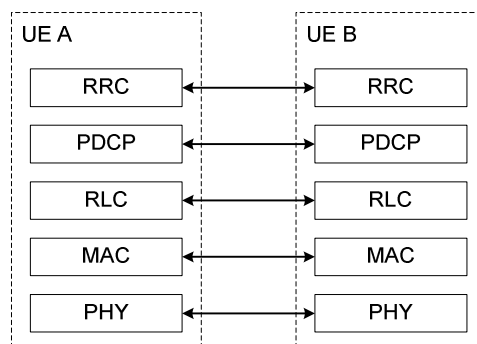 UE A UE B
RRC RRC
PDCP PDCP
RLC RLC
MAC MAC
PHY PHY